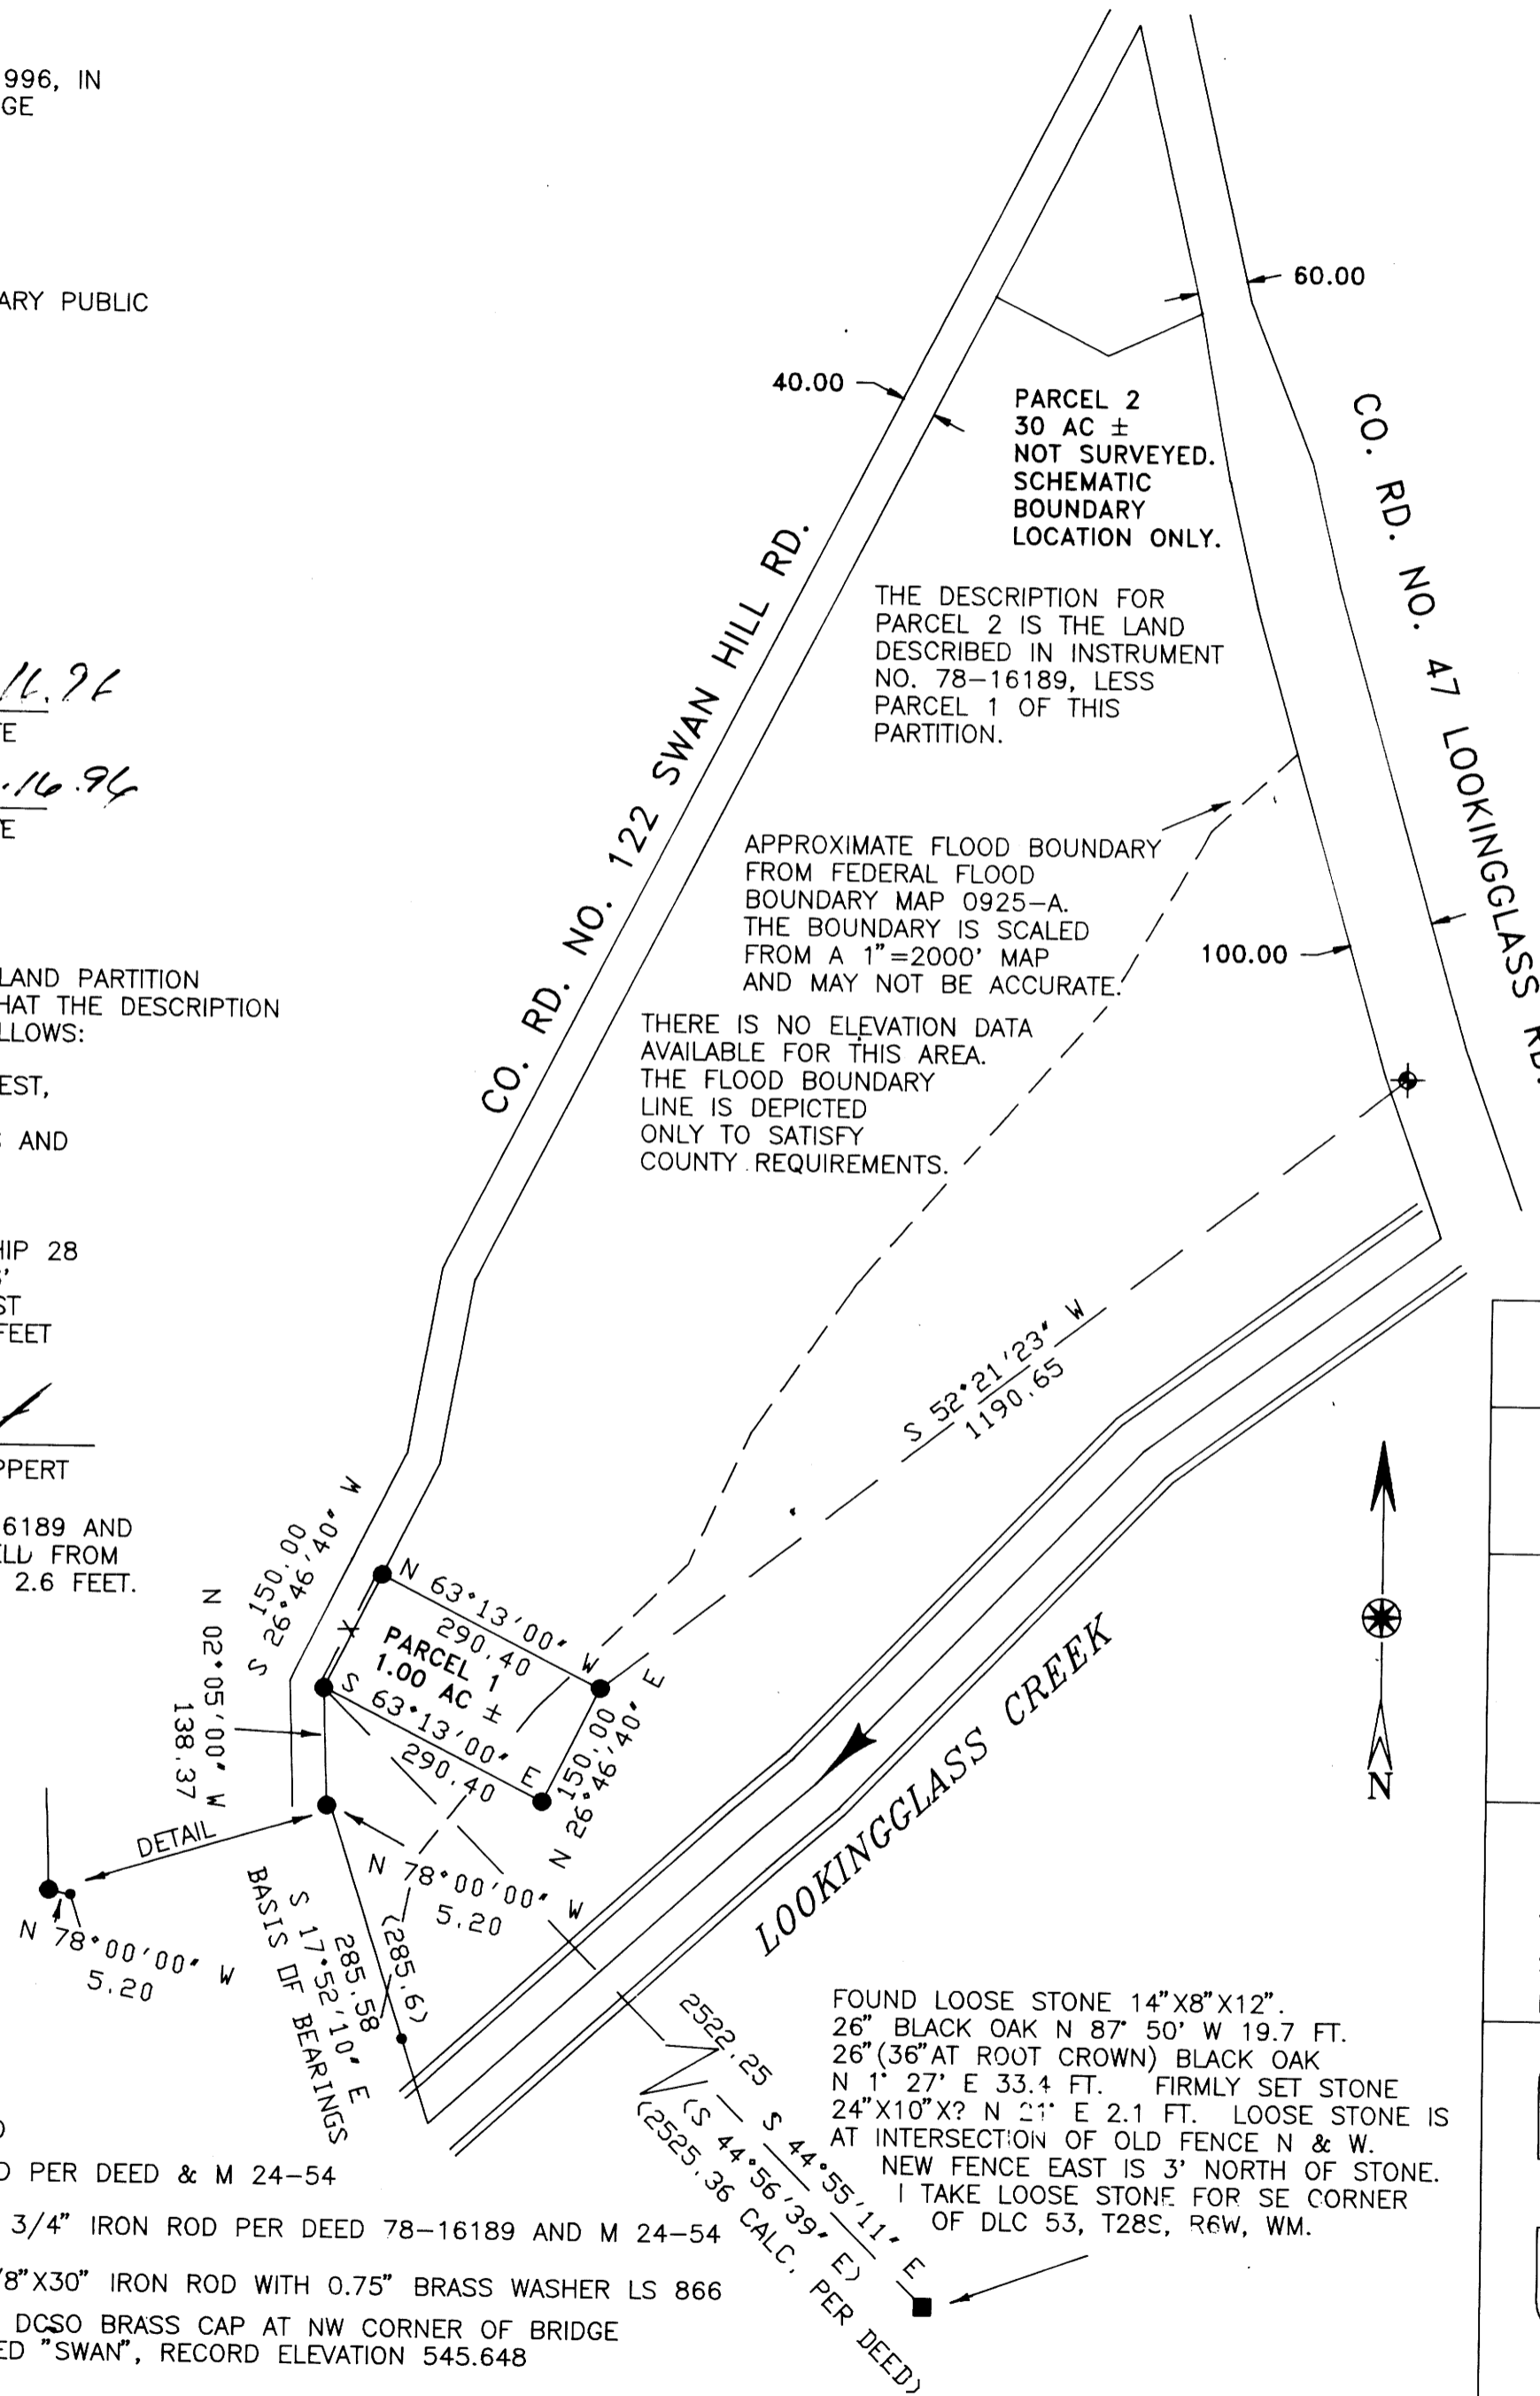 996, IN
GE
ARY PUBLIC
TE
.16.96
E
LAND PARTITION
HAT THE DESCRIPTION
LLOWS:
EST,
AND
HIP 28
ST
FEET
PPERT
6189 AND
ELL FROM
2.6 FEET.
60.00
40.00
PARCEL 2
30 AC ±
NOT SURVEYED.
SCHEMATIC
BOUNDARY
LOCATION ONLY.
CO. RD. NO. 47 LOOKINGGLASS RD.
CO. RD. NO. 122 SWAN HILL RD.
THE DESCRIPTION FOR
PARCEL 2 IS THE LAND
DESCRIBED IN INSTRUMENT
NO. 78-16189, LESS
PARCEL 1 OF THIS
PARTITION.
APPROXIMATE FLOOD BOUNDARY
FROM FEDERAL FLOOD
BOUNDARY MAP 0925-A.
THE BOUNDARY IS SCALED
FROM A 1"=2000' MAP
AND MAY NOT BE ACCURATE.
100.00
THERE IS NO ELEVATION DATA
AVAILABLE FOR THIS AREA.
THE FLOOD BOUNDARY
LINE IS DEPICTED
ONLY TO SATISFY
COUNTY REQUIREMENTS.
S 52°21'23" W
1190.65
150.00
S 26°46'40" W
N 63°13'00" W
290.40
PARCEL 1
1.00 AC ±
S 63°13'00" E
290.40
150.00
N 26°46'40" E
N 02°05'00" W
138.37
DETAIL
N 78°00'00" W
5.20
N 78°00'00" W
5.20
(285.6)
285.58
S 17°52'10" E
BASIS OF BEARINGS
LOOKINGGLASS CREEK
N
2522.25 S 44°55'11" E
(S 44°56'39" E)
(2525.36 CALC. PER DEED)
FOUND LOOSE STONE 14"X8"X12".
26" BLACK OAK N 87° 50' W 19.7 FT.
26"(36"AT ROOT CROWN) BLACK OAK
N 1° 27' E 33.4 FT. FIRMLY SET STONE
24"X10"X? N 21° E 2.1 FT. LOOSE STONE IS
AT INTERSECTION OF OLD FENCE N & W.
NEW FENCE EAST IS 3' NORTH OF STONE.
I TAKE LOOSE STONE FOR SE CORNER
OF DLC 53, T28S, R6W, WM.
D PER DEED & M 24-54
3/4" IRON ROD PER DEED 78-16189 AND M 24-54
/8"X30" IRON ROD WITH 0.75" BRASS WASHER LS 866
DCSO BRASS CAP AT NW CORNER OF BRIDGE
ED "SWAN", RECORD ELEVATION 545.648